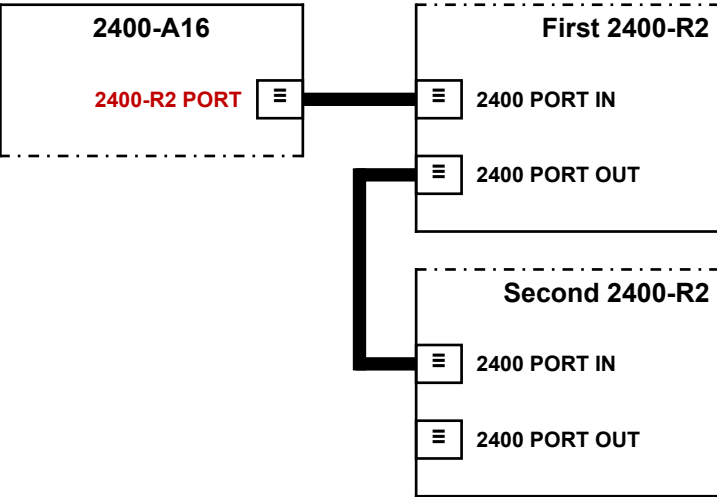 2400-A16
2400-R2 PORT
First 2400-R2
2400 PORT IN
2400 PORT OUT
Second 2400-R2
2400 PORT IN
2400 PORT OUT